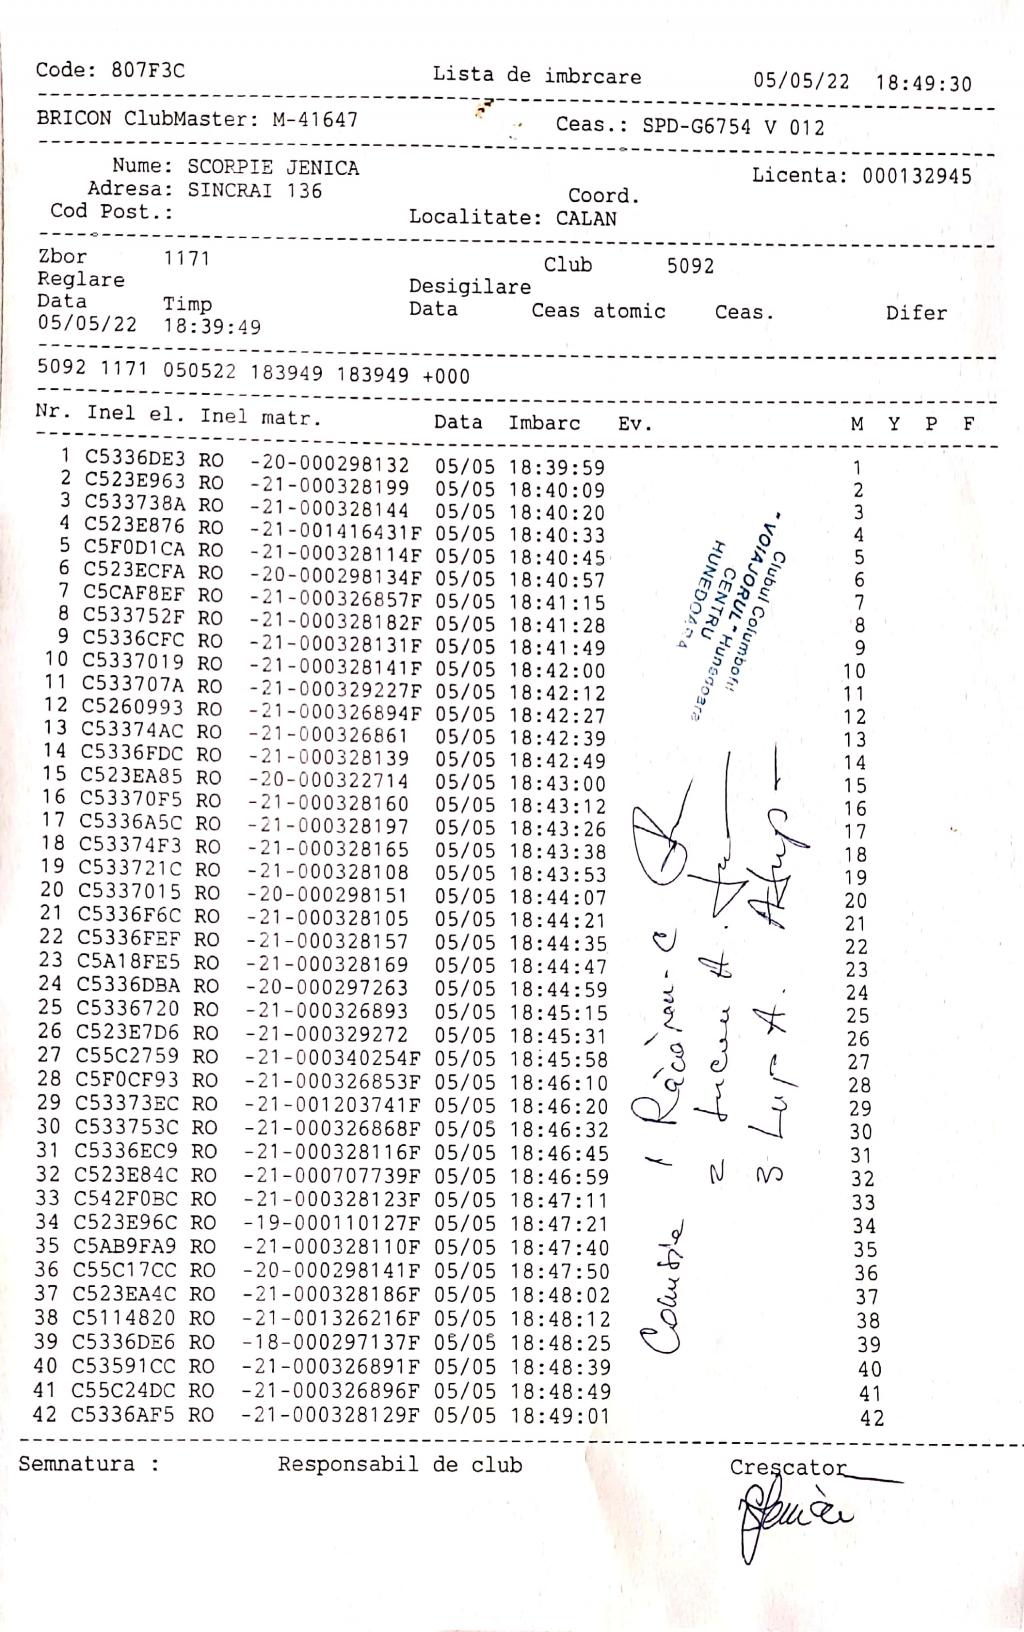 Code: 807F3C Lista de imbrcare 05/05/22 18:49:30
BRICON ClubMaster: M-41647 Ceas.: SPD-G6754 V 012
Nume: SCORPIE JENICA Licenta: 000132945
Adresa: SINCRAI 136 Coord.
Cod Post.: Localitate: CALAN
Zbor 1171 Club 5092
Reglare Desigilare
Data Timp Data Ceas atomic Ceas. Difer
05/05/22 18:39:49
5092 1171 050522 183949 183949 +000
Nr. Inel el. Inel matr. Data Imbarc Ev. M Y P F
1 C5336DE3 RO -20-000298132 05/05 18:39:59 1
2 C523E963 RO -21-000328199 05/05 18:40:09 2
3 C533738A RO -21-000328144 05/05 18:40:20 3
4 C523E876 RO -21-001416431F 05/05 18:40:33 4
5 C5F0D1CA RO -21-000328114F 05/05 18:40:45 5
6 C523ECFA RO -20-000298134F 05/05 18:40:57 6
7 C5CAF8EF RO -21-000326857F 05/05 18:41:15 7
8 C533752F RO -21-000328182F 05/05 18:41:28 8
9 C5336CFC RO -21-000328131F 05/05 18:41:49 9
10 C5337019 RO -21-000328141F 05/05 18:42:00 10
11 C533707A RO -21-000329227F 05/05 18:42:12 11
12 C5260993 RO -21-000326894F 05/05 18:42:27 12
13 C53374AC RO -21-000326861 05/05 18:42:39 13
14 C5336FDC RO -21-000328139 05/05 18:42:49 14
15 C523EA85 RO -20-000322714 05/05 18:43:00 15
16 C53370F5 RO -21-000328160 05/05 18:43:12 16
17 C5336A5C RO -21-000328197 05/05 18:43:26 17
18 C53374F3 RO -21-000328165 05/05 18:43:38 18
19 C533721C RO -21-000328108 05/05 18:43:53 19
20 C5337015 RO -20-000298151 05/05 18:44:07 20
21 C5336F6C RO -21-000328105 05/05 18:44:21 21
22 C5336FEF RO -21-000328157 05/05 18:44:35 22
23 C5A18FE5 RO -21-000328169 05/05 18:44:47 23
24 C5336DBA RO -20-000297263 05/05 18:44:59 24
25 C5336720 RO -21-000326893 05/05 18:45:15 25
26 C523E7D6 RO -21-000329272 05/05 18:45:31 26
27 C55C2759 RO -21-000340254F 05/05 18:45:58 27
28 C5F0CF93 RO -21-000326853F 05/05 18:46:10 28
29 C53373EC RO -21-001203741F 05/05 18:46:20 29
30 C533753C RO -21-000326868F 05/05 18:46:32 30
31 C5336EC9 RO -21-000328116F 05/05 18:46:45 31
32 C523E84C RO -21-000707739F 05/05 18:46:59 32
33 C542F0BC RO -21-000328123F 05/05 18:47:11 33
34 C523E96C RO -19-000110127F 05/05 18:47:21 34
35 C5AB9FA9 RO -21-000328110F 05/05 18:47:40 35
36 C55C17CC RO -20-000298141F 05/05 18:47:50 36
37 C523EA4C RO -21-000328186F 05/05 18:48:02 37
38 C5114820 RO -21-001326216F 05/05 18:48:12 38
39 C5336DE6 RO -18-000297137F 05/05 18:48:25 39
40 C53591CC RO -21-000326891F 05/05 18:48:39 40
41 C55C24DC RO -21-000326896F 05/05 18:48:49 41
42 C5336AF5 RO -21-000328129F 05/05 18:49:01 42
Clubul Columbofil
"VOIAJORUL" Hunedoara
CENTRU
HUNEDOARA
1
2
3 Lup A.
Semnatura : Responsabil de club Crescator